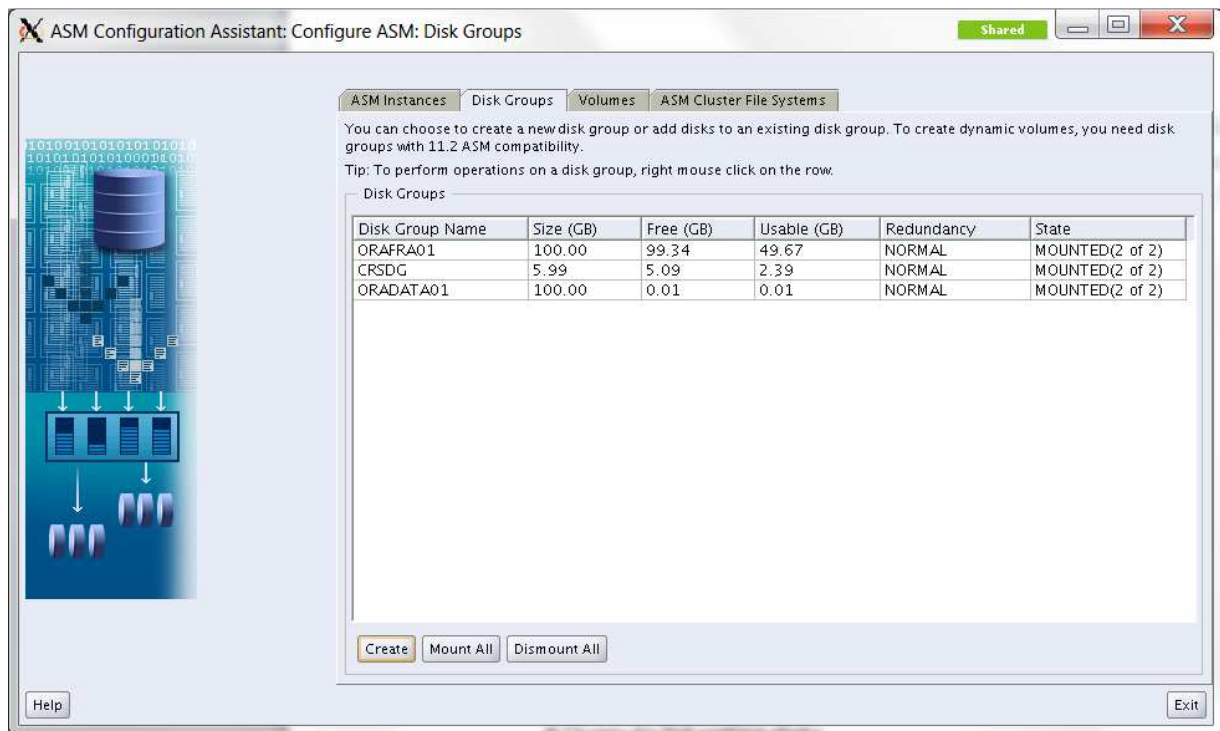 ASM Configuration Assistant: Configure ASM: Disk Groups
Shared
ASM Instances Disk Groups Volumes ASM Cluster File Systems
You can choose to create a new disk group or add disks to an existing disk group. To create dynamic volumes, you need disk
groups with 11.2 ASM compatibility.
Tip: To perform operations on a disk group, right mouse click on the row.
Disk Groups
Disk Group Name Size (GB) Free (GB) Usable (GB) Redundancy State
ORAFRA01 100.00 99.34 49.67 NORMAL MOUNTED(2 of 2)
CRSDG 5.99 5.09 2.39 NORMAL MOUNTED(2 of 2)
ORADATA01 100.00 0.01 0.01 NORMAL MOUNTED(2 of 2)
Create Mount All Dismount All
Help Exit